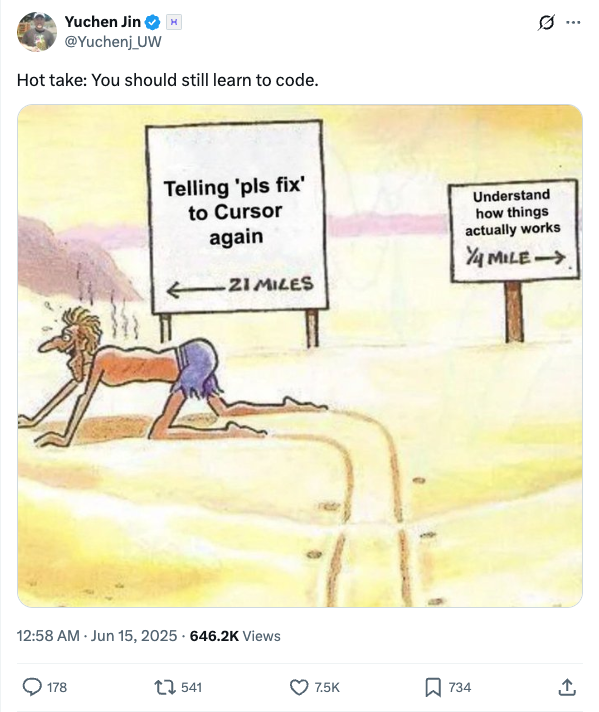 Yuchen Jin
@Yuchenj_UW
Hot take: You should still learn to code.
Telling 'pls fix'
to Cursor
again
←21 MILES
Understand
how things
actually works
1/4 MILE→
12:58 AM · Jun 15, 2025 · 646.2K Views
178
541
7.5K
734